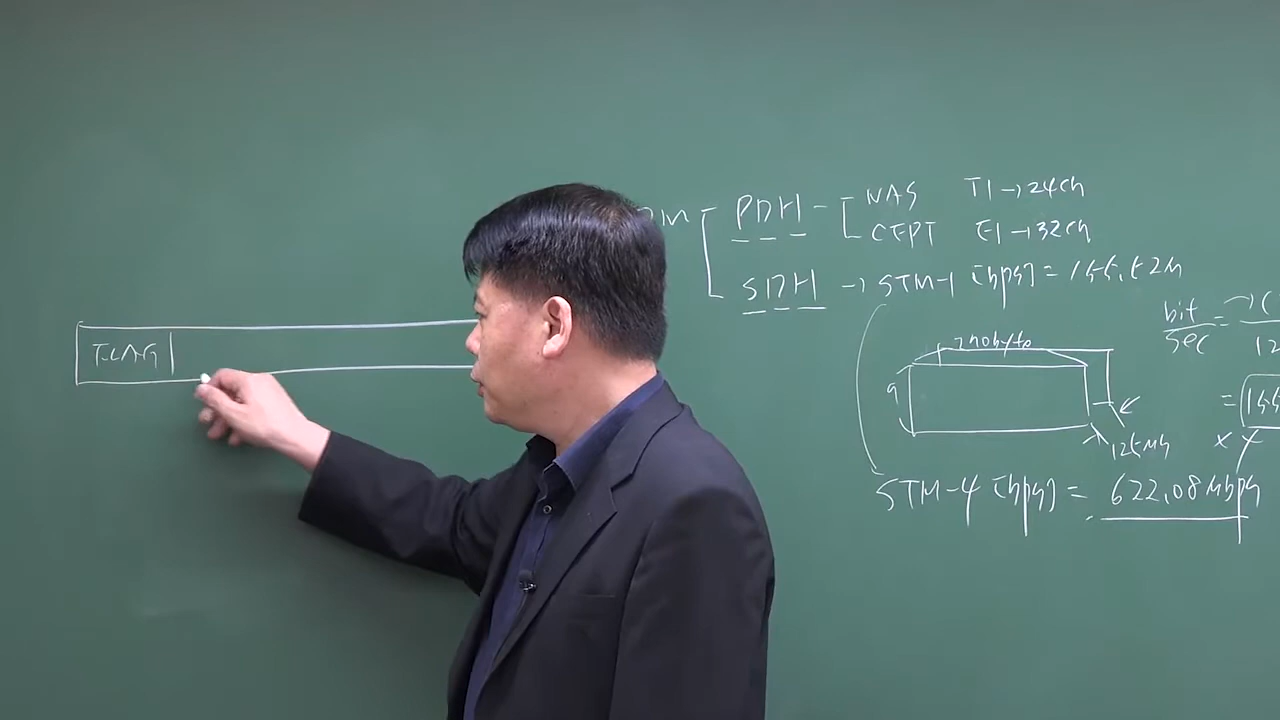 FLAG
PDH - NAS T1→24ch
CEPT E1→32ch
SDH → STM-1 [bps] = 155.52M
bit
sec
=
270byte
9
125μs
STM-4 [bps] = 622.08Mbps